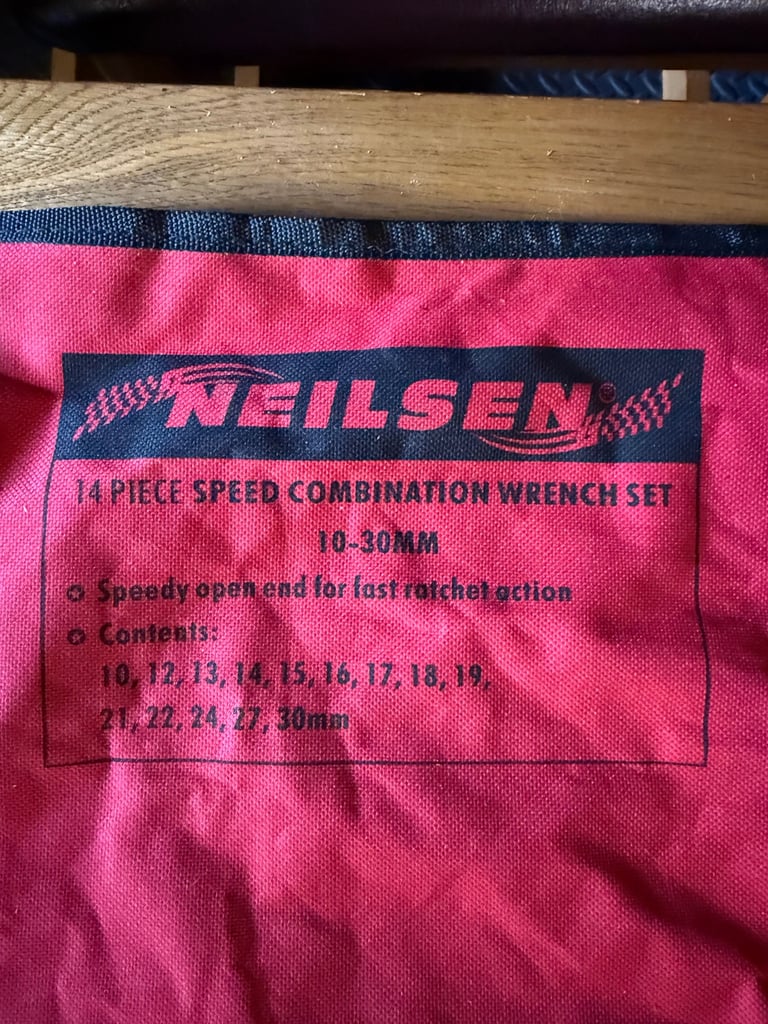 NEILSEN®
14 PIECE SPEED COMBINATION WRENCH SET
10-30MM
Speedy open end for fast ratchet action
Contents:
10, 12, 13, 14, 15, 16, 17, 18, 19,
21, 22, 24, 27, 30mm